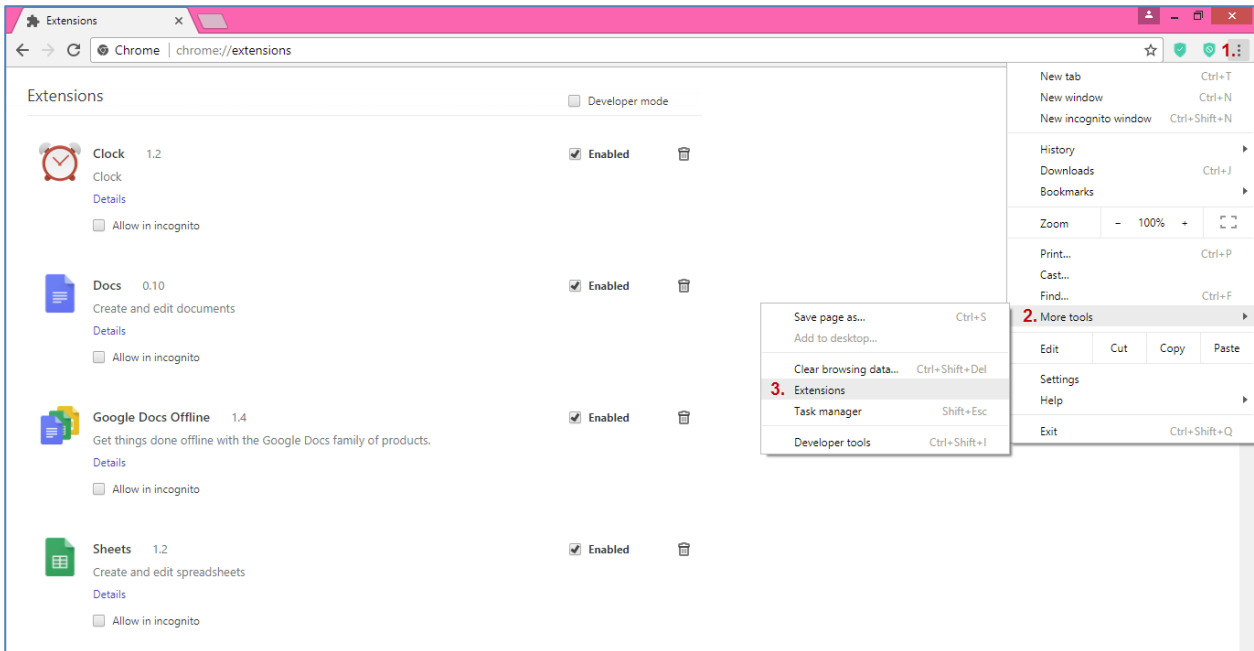 Extensions
Chrome | chrome://extensions
1.
Extensions
Developer mode
Clock 1.2
Enabled
Clock
Details
Allow in incognito
Docs 0.10
Enabled
Create and edit documents
Details
Allow in incognito
Google Docs Offline 1.4
Enabled
Get things done offline with the Google Docs family of products.
Details
Allow in incognito
Sheets 1.2
Enabled
Create and edit spreadsheets
Details
Allow in incognito
New tab Ctrl+T
New window Ctrl+N
New incognito window Ctrl+Shift+N
History
Downloads Ctrl+J
Bookmarks
Zoom - 100% +
Print... Ctrl+P
Cast...
Find... Ctrl+F
2. More tools
Edit Cut Copy Paste
Settings
Help
Exit Ctrl+Shift+Q
Save page as... Ctrl+S
Add to desktop...
Clear browsing data... Ctrl+Shift+Del
3. Extensions
Task manager Shift+Esc
Developer tools Ctrl+Shift+I